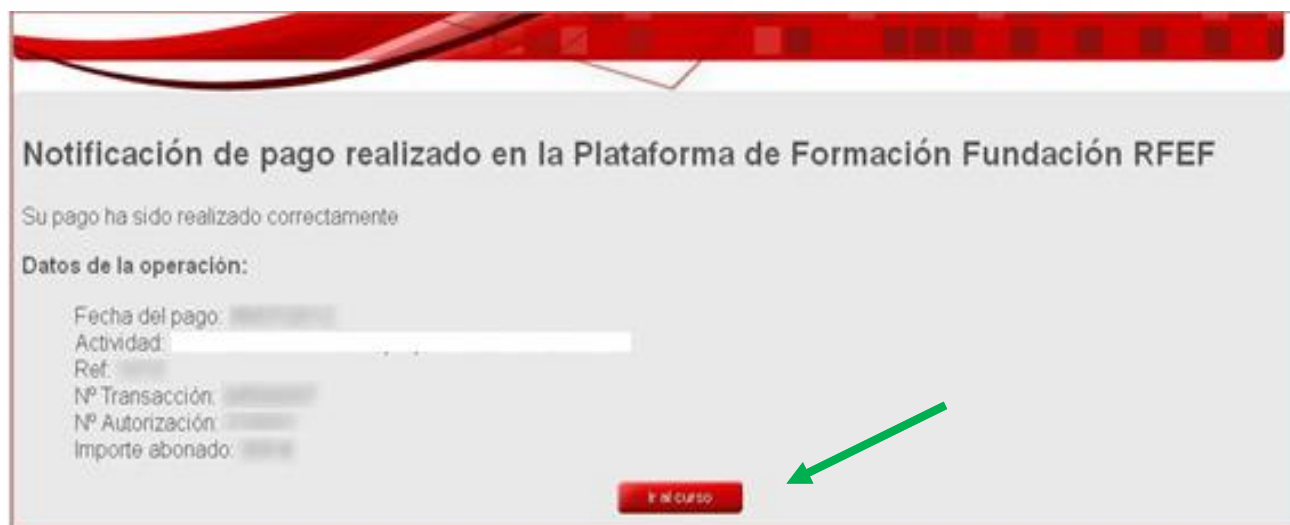 Notificación de pago realizado en la Plataforma de Formación Fundación RFEF
Su pago ha sido realizado correctamente
Datos de la operación:
Fecha del pago:
Actividad:
Ref:
Nº Transacción:
Nº Autorización:
Importe abonado:
Ir al curso